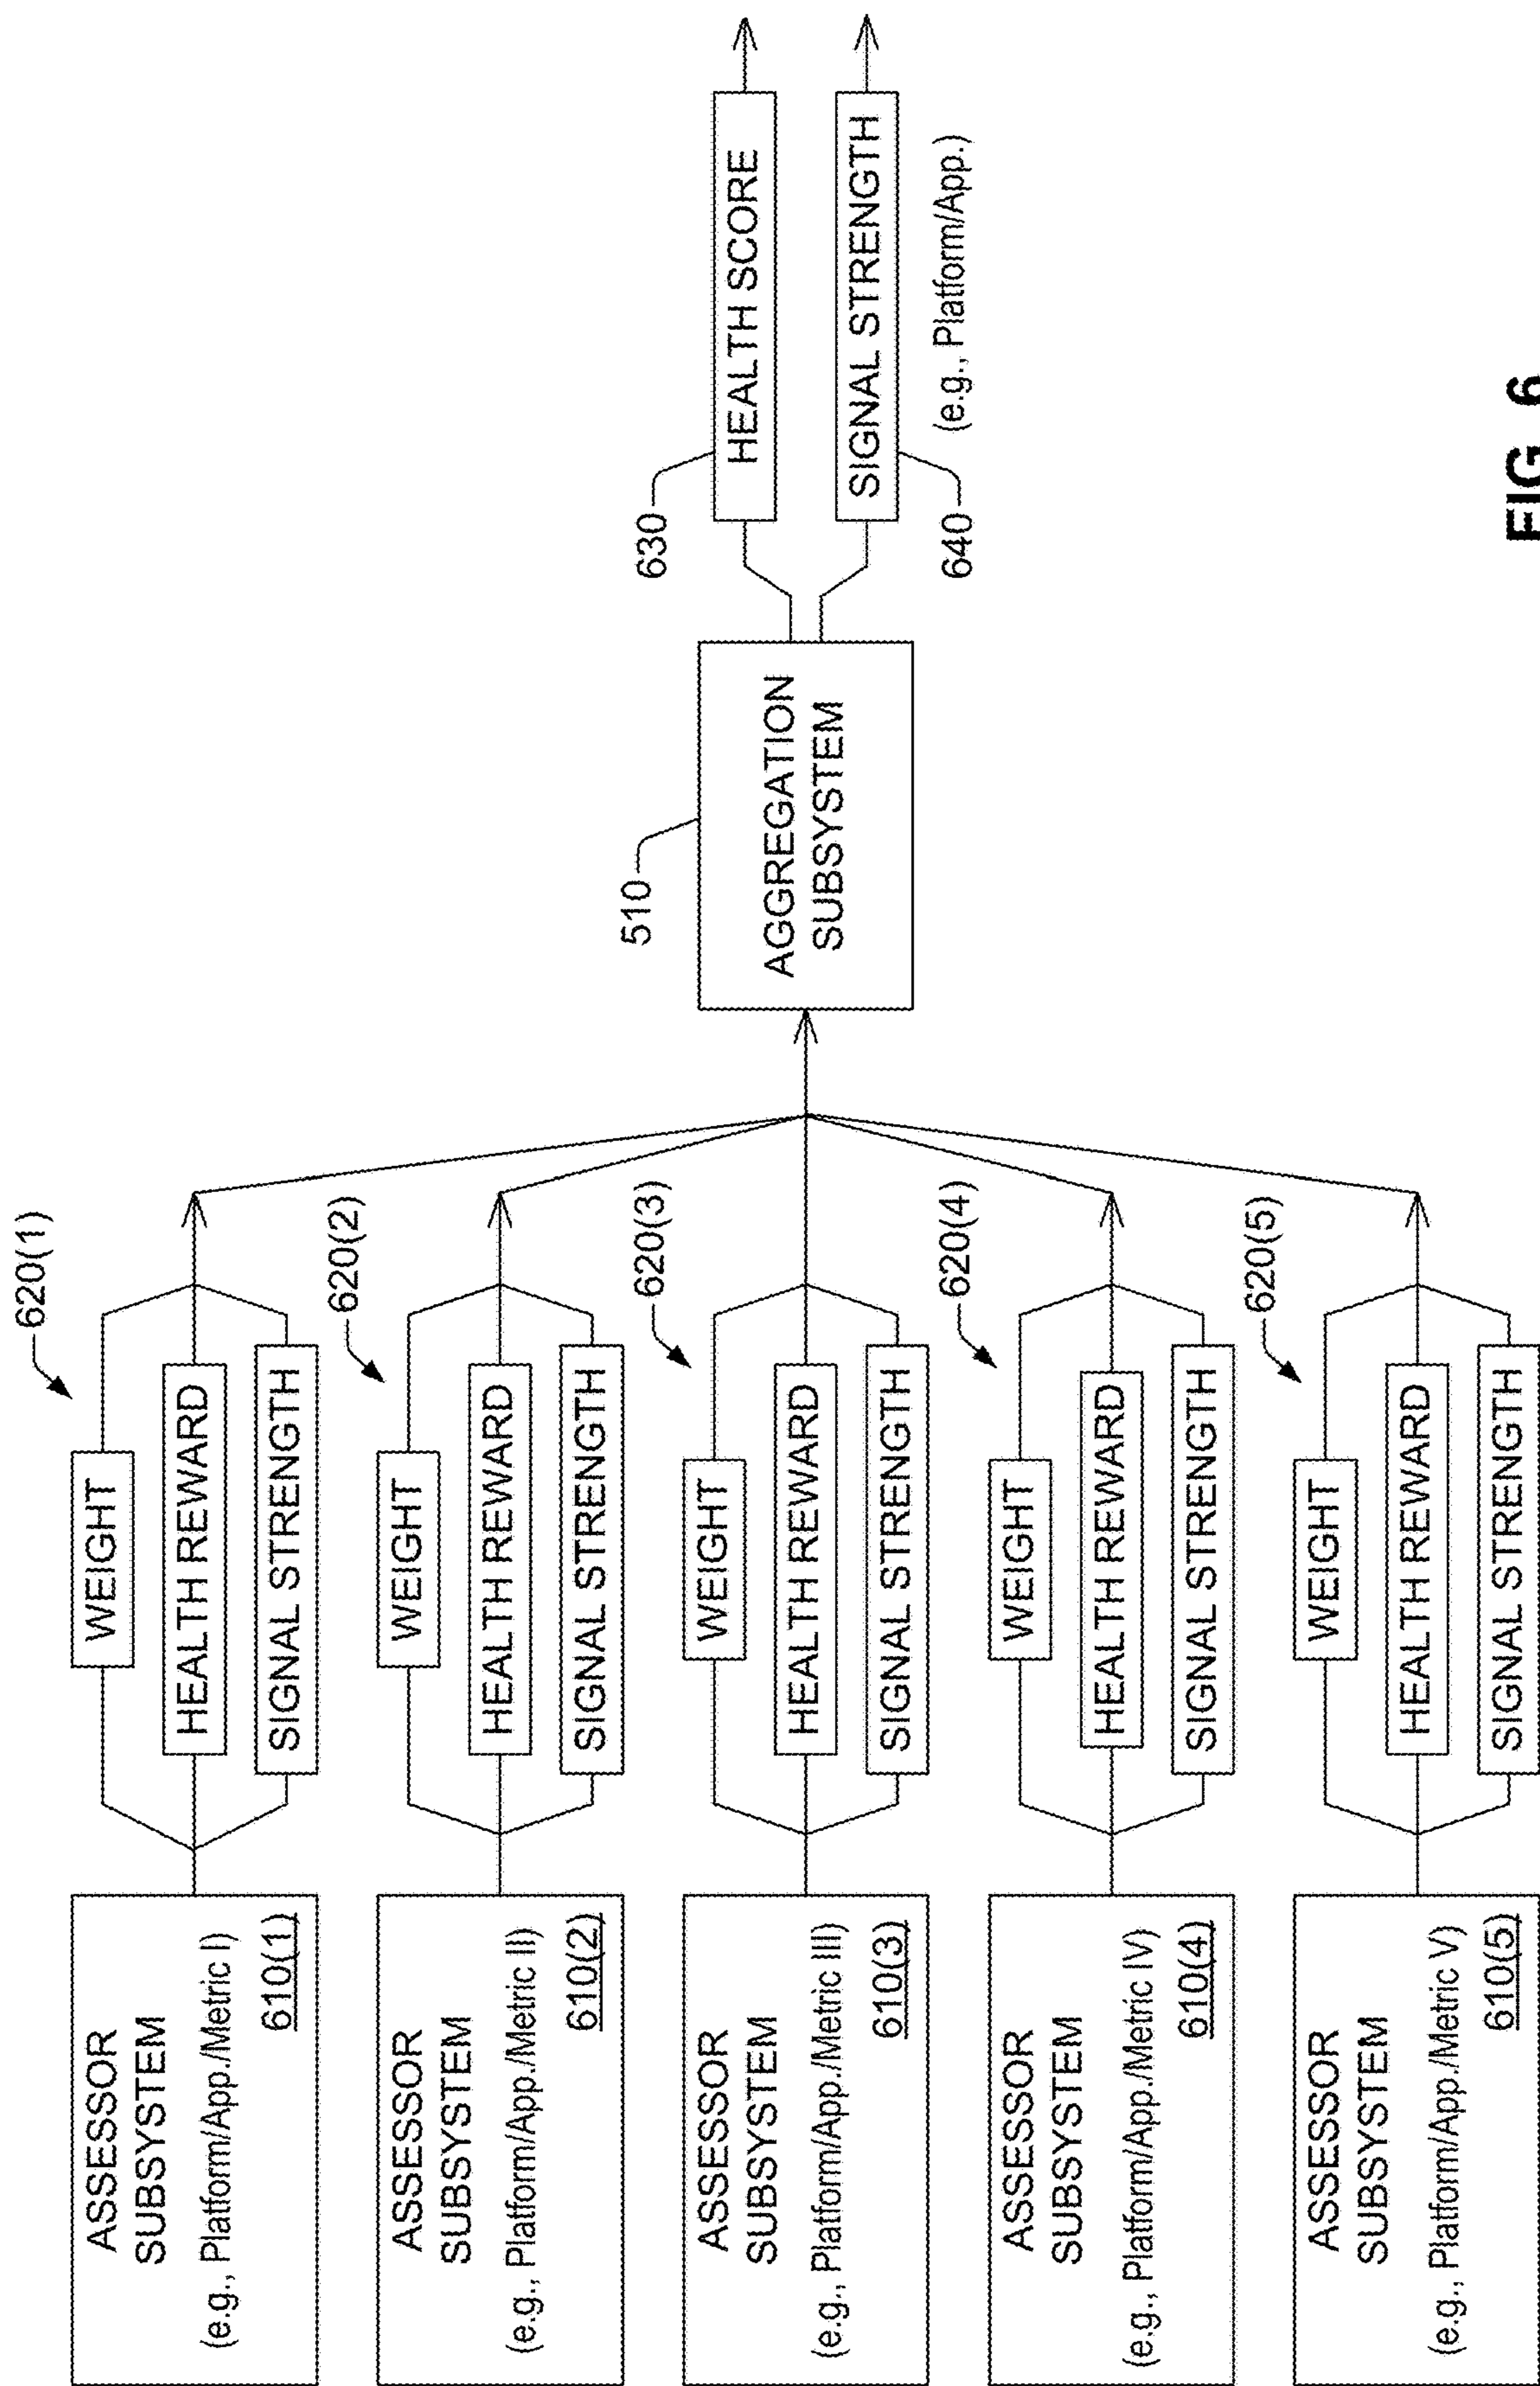 ASSESSOR
SUBSYSTEM
(e.g., Platform/App./Metric I)
610(1)
WEIGHT
HEALTH REWARD
SIGNAL STRENGTH
620(1)
ASSESSOR
SUBSYSTEM
(e.g., Platform/App./Metric II)
610(2)
WEIGHT
HEALTH REWARD
SIGNAL STRENGTH
620(2)
ASSESSOR
SUBSYSTEM
(e.g., Platform/App./Metric III)
610(3)
WEIGHT
HEALTH REWARD
SIGNAL STRENGTH
620(3)
ASSESSOR
SUBSYSTEM
(e.g., Platform/App./Metric IV)
610(4)
WEIGHT
HEALTH REWARD
SIGNAL STRENGTH
620(4)
ASSESSOR
SUBSYSTEM
(e.g., Platform/App./Metric V)
610(5)
WEIGHT
HEALTH REWARD
SIGNAL STRENGTH
620(5)
510
AGGREGATION
SUBSYSTEM
630
HEALTH SCORE
SIGNAL STRENGTH
640
(e.g., Platform/App.)
FIG 6